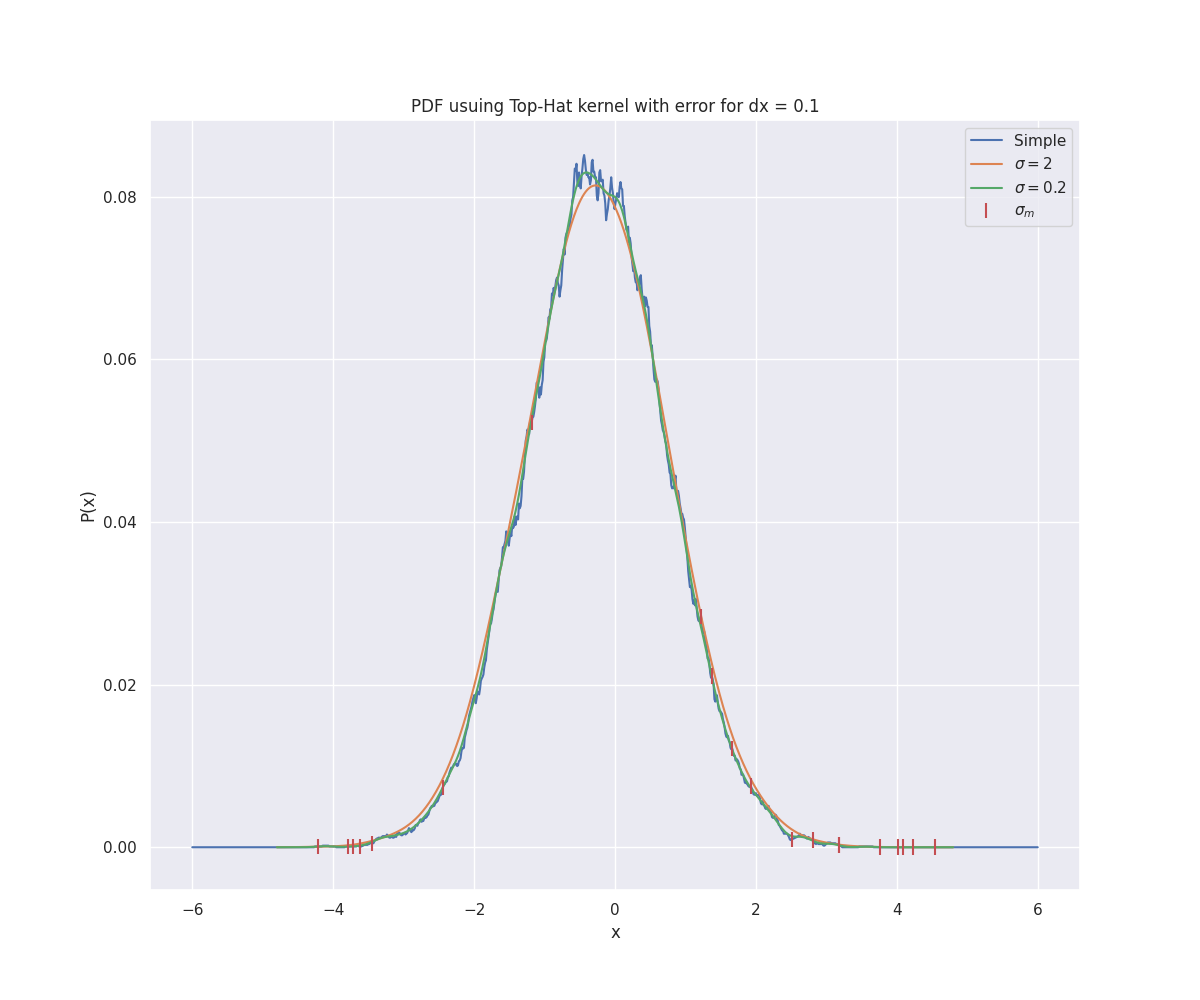 PDF usuing Top-Hat kernel with error for dx = 0.1
Simple
σ = 2
σ = 0.2
σm
P(x)
0.08
0.06
0.04
0.02
0.00
−6
−4
−2
0
2
4
6
x